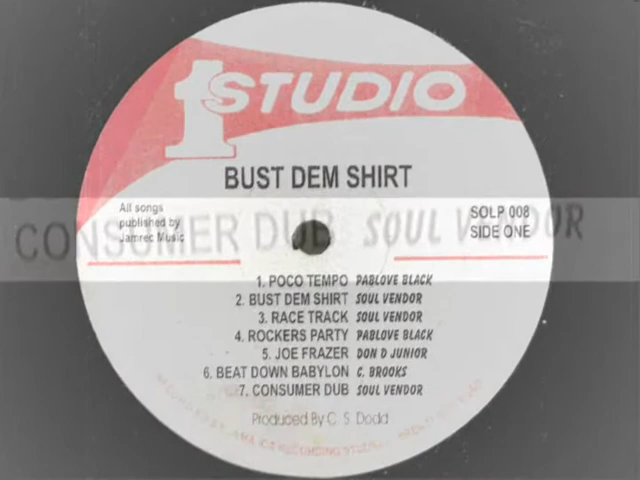 1 STUDIO
BUST DEM SHIRT
All songs
published by
Jamrec Music
SOLP 008
SIDE ONE
CONSUMER DUB SOUL VENDOR
1. POCO TEMPO PABLOVE BLACK
2. BUST DEM SHIRT SOUL VENDOR
3. RACE TRACK SOUL VENDOR
4. ROCKERS PARTY PABLOVE BLACK
5. JOE FRAZER DON D JUNIOR
6. BEAT DOWN BABYLON C. BROOKS
7. CONSUMER DUB SOUL VENDOR
Produced By C. S. Dodd